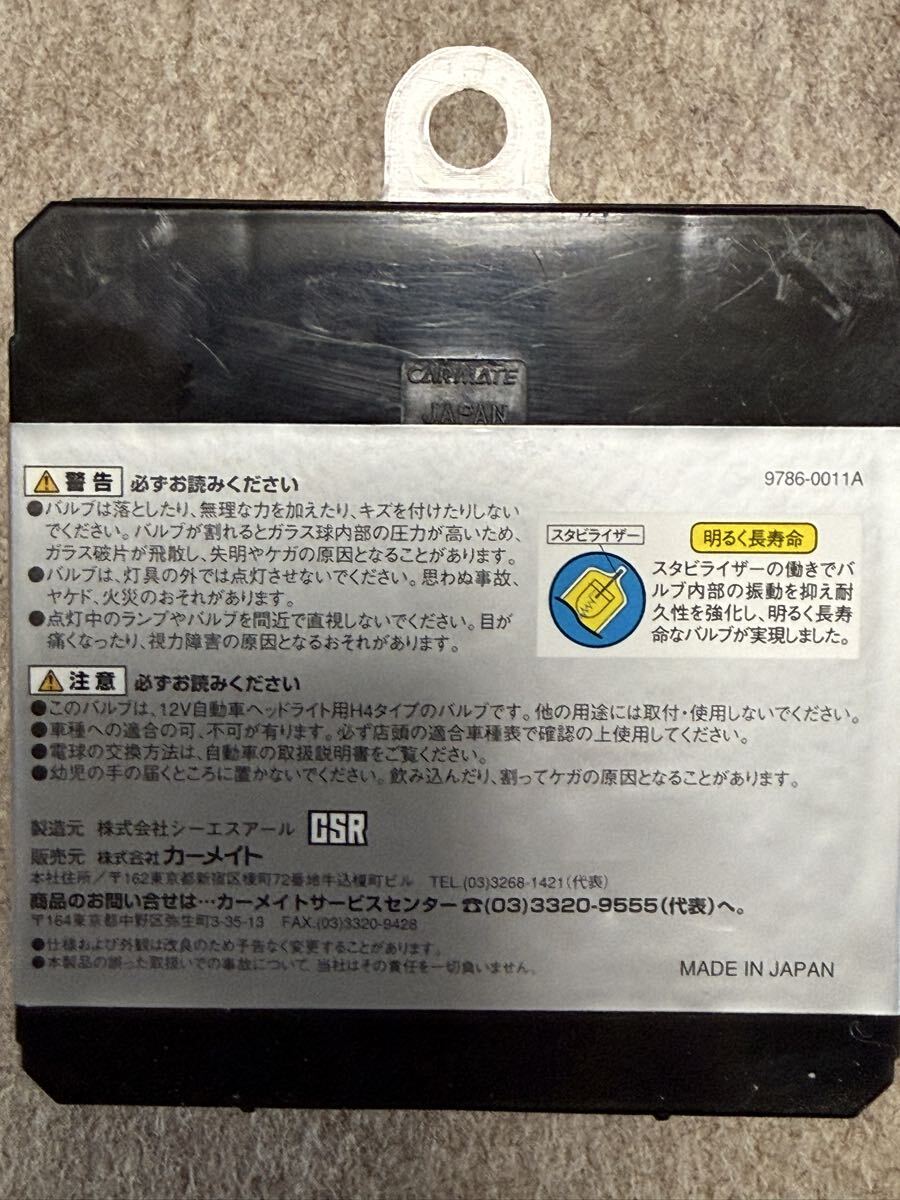 CARMATE
JAPAN
警告 必ずお読みください
9786-0011A
●バルブは落としたり、無理な力を加えたり、キズを付けたりしない
でください。バルブが割れるとガラス球内部の圧力が高いため、
ガラス破片が飛散し、失明やケガの原因となることがあります。
●バルブは、灯具の外では点灯させないでください。思わぬ事故、
ヤケド、火災のおそれがあります。
●点灯中のランプやバルブを間近で直視しないでください。目が
痛くなったり、視力障害の原因となるおそれがあります。
スタビライザー
明るく長寿命
スタビライザーの働きでバ
ルブ内部の振動を抑え耐
久性を強化し、明るく長寿
命なバルブが実現しました。
注意 必ずお読みください
●このバルブは、12V自動車ヘッドライト用H4タイプのバルブです。他の用途には取付・使用しないでください。
●車種への適合の可、不可が有ります。必ず店頭の適合車種表で確認の上使用してください。
●電球の交換方法は、自動車の取扱説明書をご覧ください。
●幼児の手の届くところに置かないでください。飲み込んだり、割ってケガの原因となることがあります。
製造元 株式会社シーエスアール CSR
販売元 株式会社カーメイト
本社住所/〒162東京都新宿区榎町72番地牛込榎町ビル TEL.(03)3268-1421(代表)
商品のお問い合せは…カーメイトサービスセンター☎(03)3320-9555(代表)へ。
〒164東京都中野区弥生町3-35-13 FAX.(03)3320-9428
●仕様および外観は改良のため予告なく変更することがあります。
●本製品の誤った取扱いでの事故について、当社はその責任を一切負いません。
MADE IN JAPAN